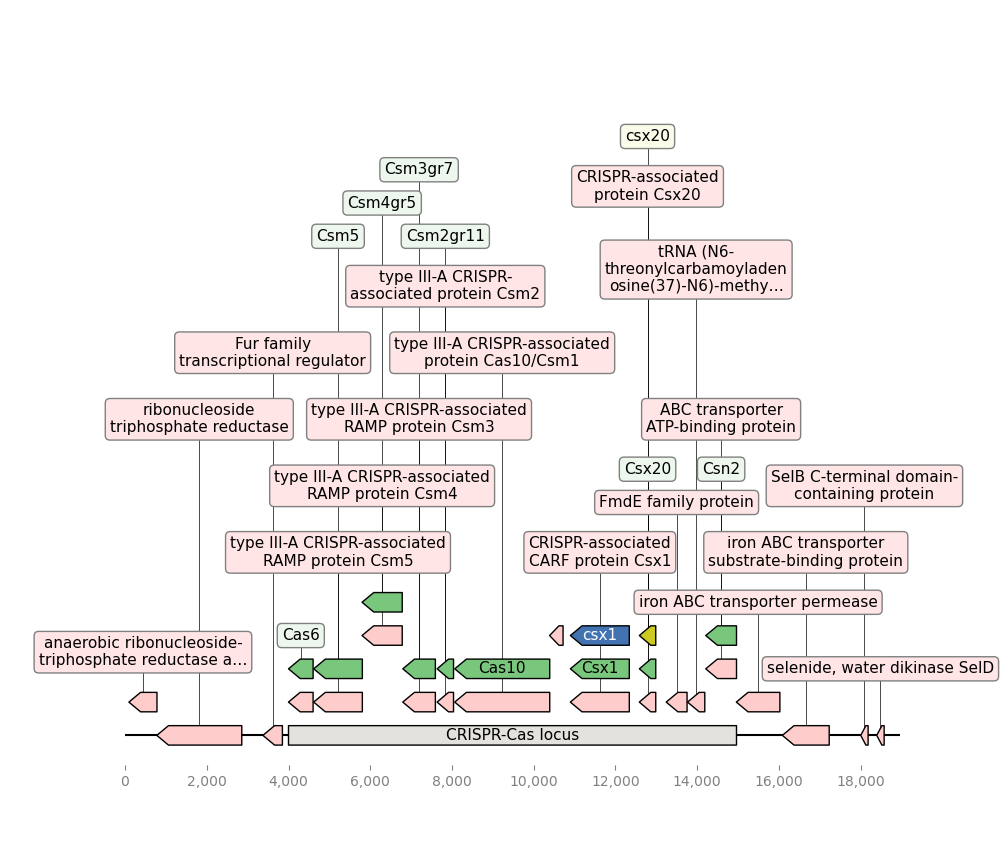 csx20
CRISPR-associated
protein Csx20
Csm3gr7
Csm4gr5
Csm5
Csm2gr11
tRNA (N6-
threonylcarbamoyladen
osine(37)-N6)-methy…
type III-A CRISPR-
associated protein Csm2
Fur family
transcriptional regulator
type III-A CRISPR-associated
protein Cas10/Csm1
ribonucleoside
triphosphate reductase
type III-A CRISPR-associated
RAMP protein Csm3
ABC transporter
ATP-binding protein
Csx20
Csn2
type III-A CRISPR-associated
RAMP protein Csm4
SelB C-terminal domain-
containing protein
FmdE family protein
type III-A CRISPR-associated
RAMP protein Csm5
CRISPR-associated
CARF protein Csx1
iron ABC transporter
substrate-binding protein
iron ABC transporter permease
Cas6
csx1
anaerobic ribonucleoside-
triphosphate reductase a…
Cas10
Csx1
selenide, water dikinase SelD
CRISPR-Cas locus
0
2,000
4,000
6,000
8,000
10,000
12,000
14,000
16,000
18,000